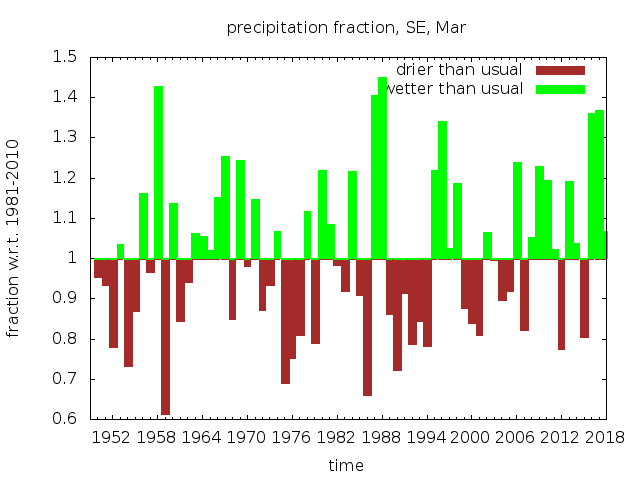 precipitation fraction, SE, Mar
drier than usual
wetter than usual
fraction w.r.t. 1981-2010
1.5
1.4
1.3
1.2
1.1
1
0.9
0.8
0.7
0.6
1952 1958 1964 1970 1976 1982 1988 1994 2000 2006 2012 2018
time